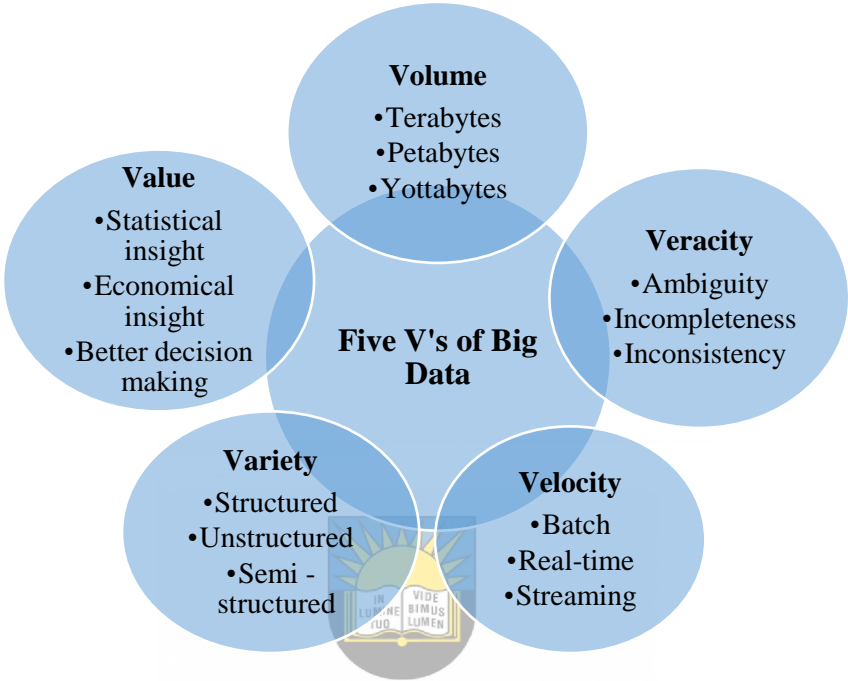 Volume
•Terabytes
•Petabytes
•Yottabytes
Value
•Statistical
insight
•Economical
insight
•Better decision
making
Veracity
•Ambiguity
•Incompleteness
•Inconsistency
Five V's of Big
Data
Variety
•Structured
•Unstructured
•Semi -
structured
Velocity
•Batch
•Real-time
•Streaming
IN
LUMINE
TUO
VIDE
BIMUS
LUMEN